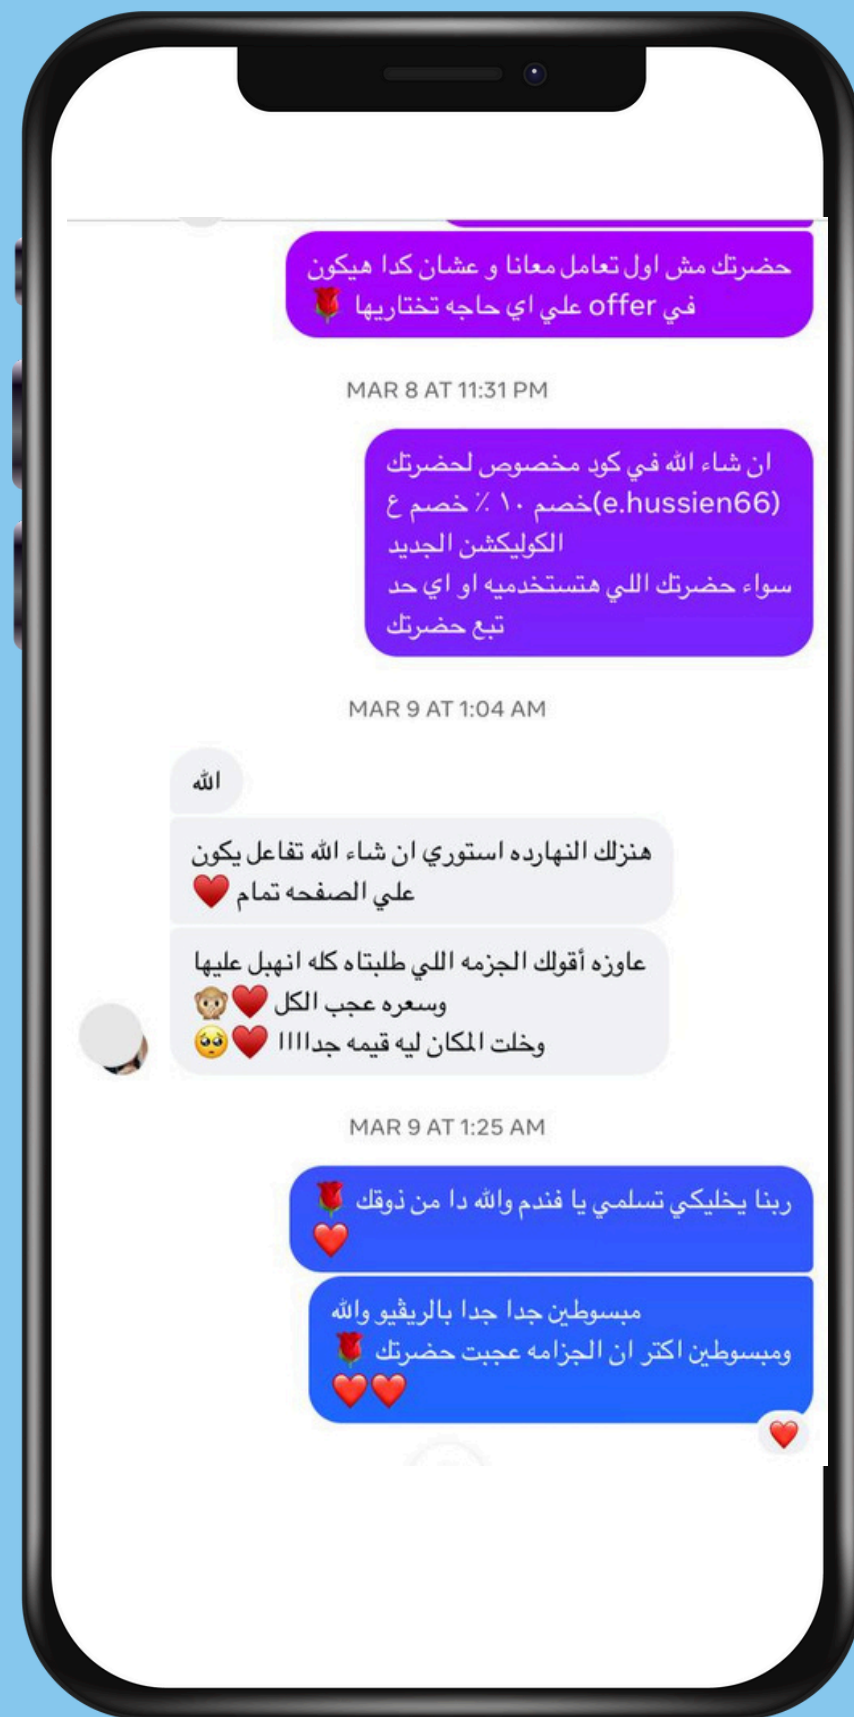 حضرتك مش اول تعامل معانا و عشان كدا هيكون
في offer علي اي حاجه تختاريها 🌹
MAR 8 AT 11:31 PM
ان شاء الله في كود مخصوص لحضرتك
(e.hussien66)خصم ١٠ ٪ خصم ع
الكوليكشن الجديد
سواء حضرتك اللي هتستخدميه او اي حد
تبع حضرتك
MAR 9 AT 1:04 AM
الله
هنزلك النهارده استوري ان شاء الله تفاعل يكون
علي الصفحه تمام ♥️
عاوزه أقولك الجزمه اللي طلبتاه كله انهبل عليها
وسعره عجب الكل ♥️🙊
وخلت المكان ليه قيمه جداااا ♥️🥺
MAR 9 AT 1:25 AM
ربنا يخليكي تسلمي يا فندم والله دا من ذوقك 🌹
❤️
مبسوطين جدا جدا بالريڤيو والله
ومبسوطين اكتر ان الجزامه عجبت حضرتك 🌹
❤️❤️
❤️